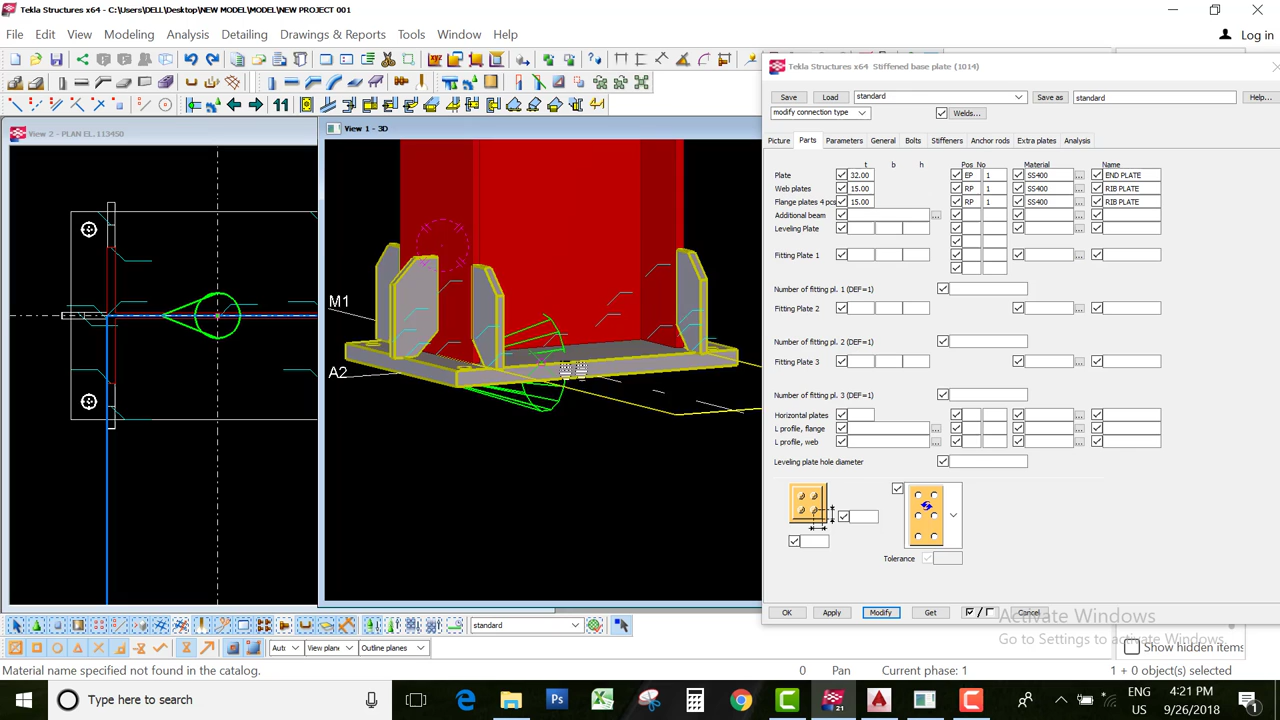 Tekla Structures x64 - C:\Users\DELL\Desktop\NEW MODEL\MODEL\NEW PROJECT 001
File Edit View Modeling Analysis Detailing Drawings & Reports Tools Window Help
Log in
Tekla Structures x64 Stiffened base plate (1014)
Save Load standard Save as standard Help...
modify connection type Welds...
View 2 - PLAN EL.113450
View 1 - 3D
Picture Parts Parameters General Bolts Stiffeners Anchor rods Extra plates Analysis
t b h Pos No Material Name
Plate 32.00 EP 1 SS400 ... END PLATE
Web plates 15.00 RP 1 SS400 ... RIB PLATE
Flange plates 4 pcs 15.00 RP 1 SS400 ... RIB PLATE
Additional beam ...
Leveling Plate
Fitting Plate 1
Number of fitting pl. 1 (DEF=1)
Fitting Plate 2
Number of fitting pl. 2 (DEF=1)
Fitting Plate 3
Number of fitting pl. 3 (DEF=1)
Horizontal plates
L profile, flange
L profile, web
Leveling plate hole diameter
Tolerance
OK Apply Modify Get Cancel
M1
A2
standard
Auto View plane Outline planes
Activate Windows
Go to Settings to activate Windows.
Show hidden items
Material name specified not found in the catalog.
0 Pan Current phase: 1 1 + 0 object(s) selected
Type here to search
ENG 4:21 PM
US 9/26/2018